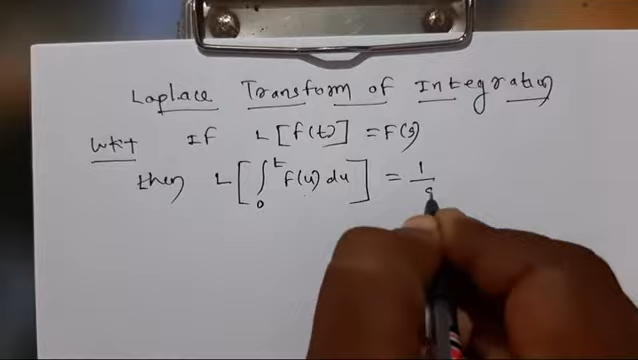 Laplace Transform of Integration
WKT If L[f(t)] = F(s)
then L[∫₀ᵗ f(u) du] = 1/s